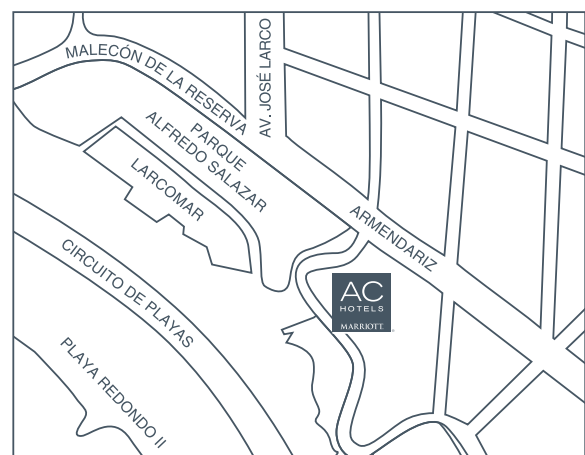 MALECÓN DE LA RESERVA
AV. JOSÉ LARCO
PARQUE
ALFREDO SALAZAR
LARCOMAR
ARMENDARIZ
CIRCUITO DE PLAYAS
AC
HOTELS
MARRIOTT
PLAYA REDONDO II